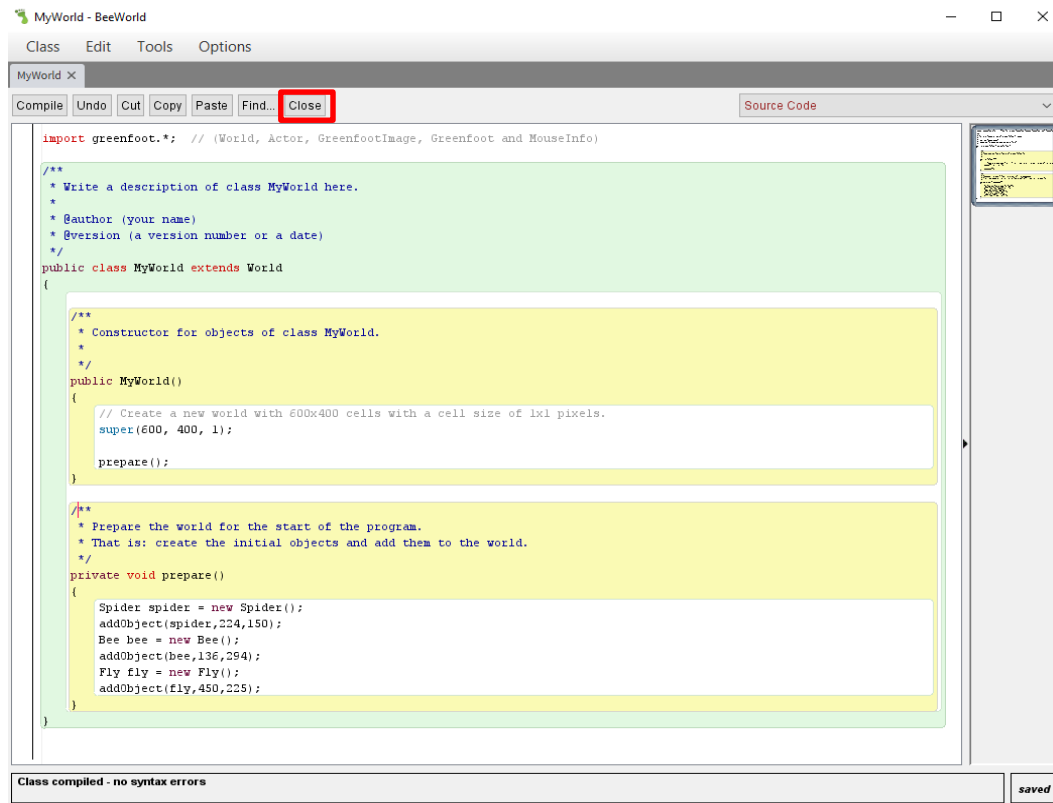 MyWorld - BeeWorld
Class Edit Tools Options
MyWorld
Compile Undo Cut Copy Paste Find... Close Source Code
import greenfoot.*;  // (World, Actor, GreenfootImage, Greenfoot and MouseInfo)
/**
 * Write a description of class MyWorld here.
 *
 * @author (your name)
 * @version (a version number or a date)
 */
public class MyWorld extends World
{
/**
 * Constructor for objects of class MyWorld.
 *
 */
public MyWorld()
{
// Create a new world with 600x400 cells with a cell size of 1x1 pixels.
super(600, 400, 1);
prepare();
}
/**
 * Prepare the world for the start of the program.
 * That is: create the initial objects and add them to the world.
 */
private void prepare()
{
Spider spider = new Spider();
addObject(spider,224,150);
Bee bee = new Bee();
addObject(bee,136,294);
Fly fly = new Fly();
addObject(fly,450,225);
}
}
Class compiled - no syntax errors
saved